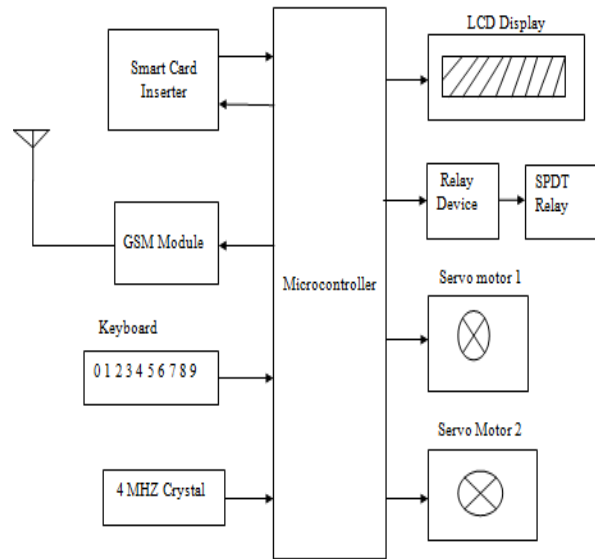 LCD Display
Smart Card
Inserter
Relay
Device
SPDT
Relay
GSM Module
Microcontroller
Servo motor 1
Keyboard
0 1 2 3 4 5 6 7 8 9
Servo Motor 2
4 MHZ Crystal